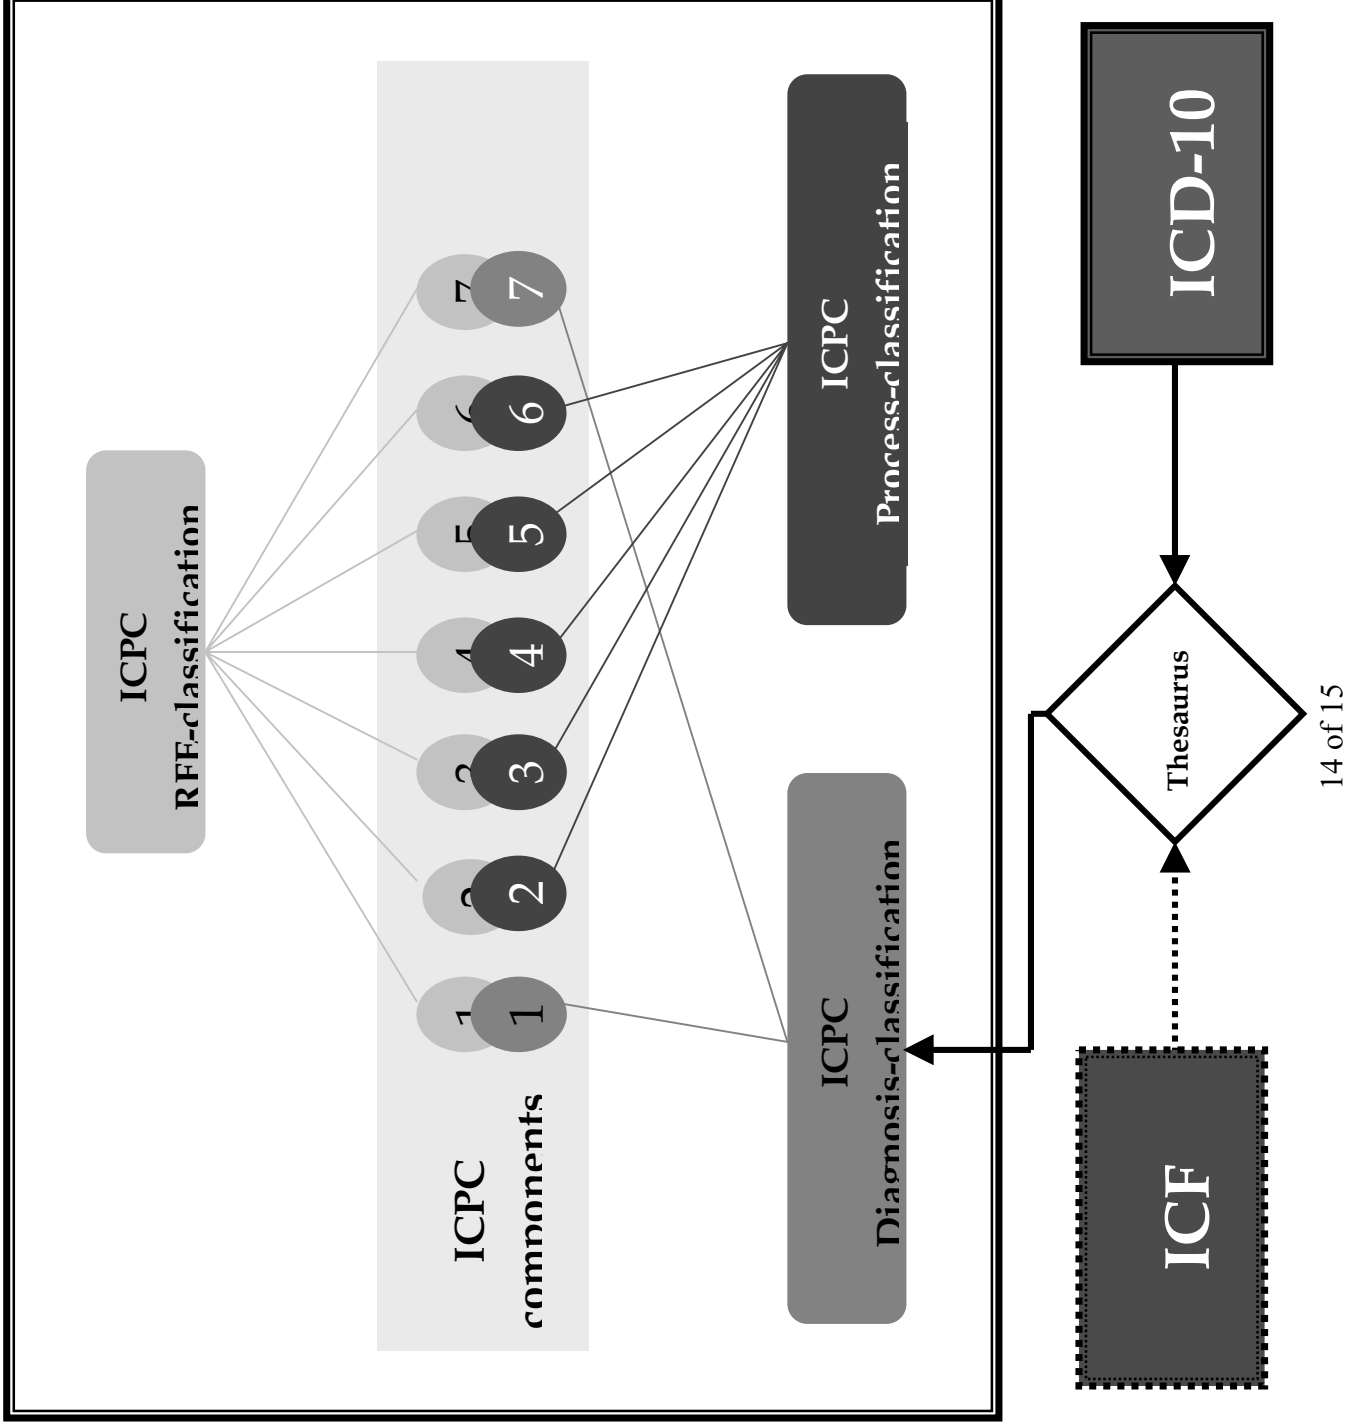 ICPC
RFE-classification
ICPC
components
1 2 3 4 5 6 7
1 2 3 4 5 6 7
ICPC
Diagnosis-classification
ICPC
Process-classification
ICF
Thesaurus
ICD-10
14 of 15